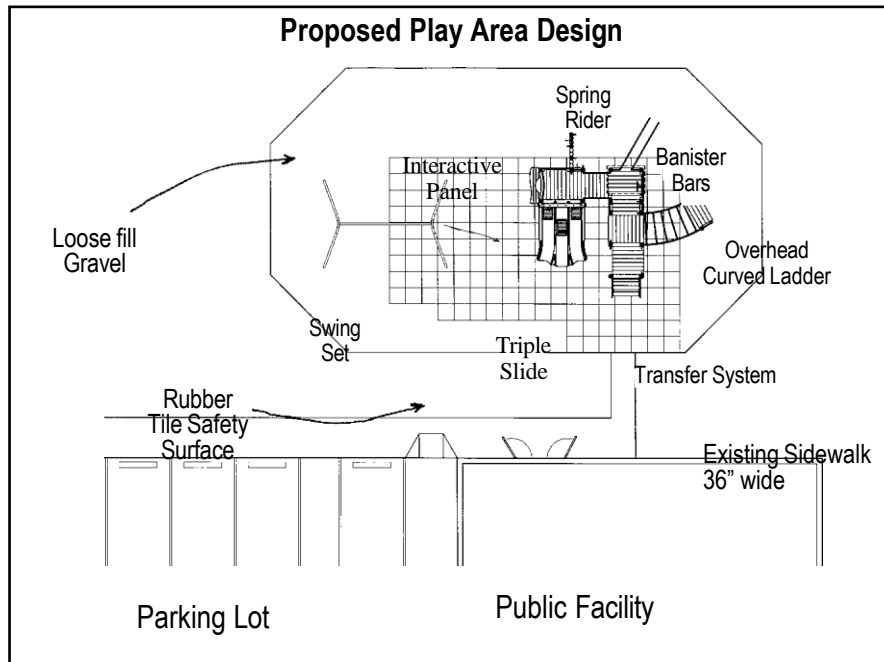 Proposed Play Area Design
Spring
Rider
Interactive
Panel
Banister
Bars
Loose fill
Gravel
Overhead
Curved Ladder
Swing
Set
Triple
Slide
Transfer System
Rubber
Tile Safety
Surface
Existing Sidewalk
36” wide
Parking Lot
Public Facility